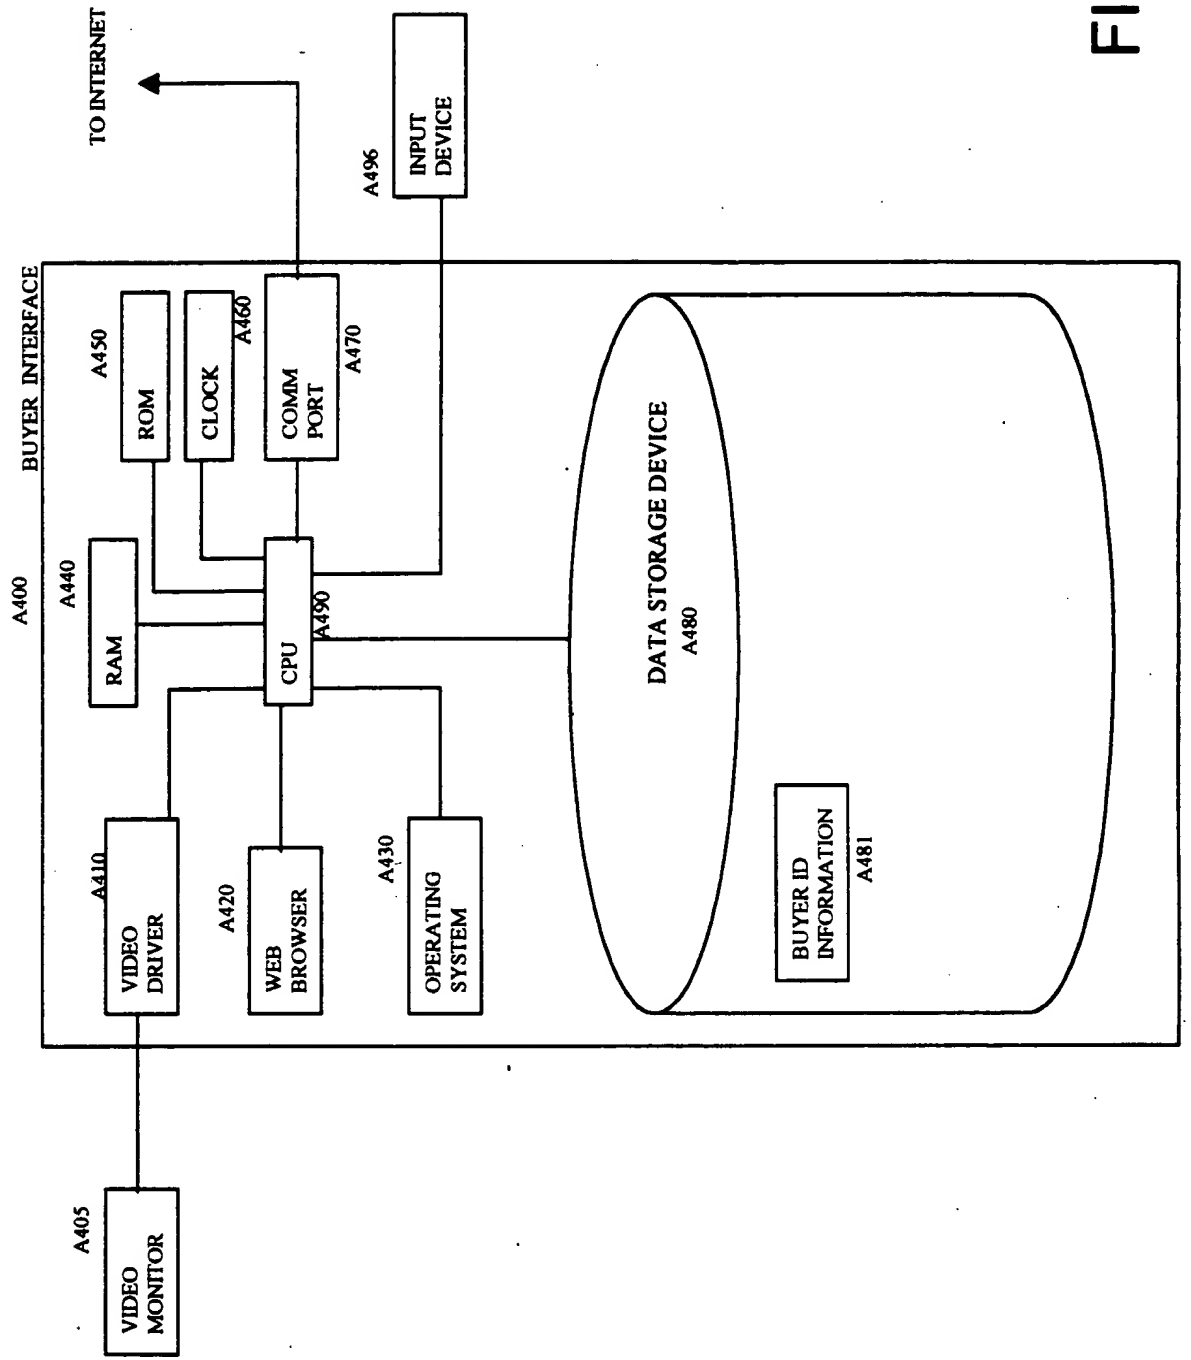 A400
BUYER INTERFACE
TO INTERNET
A405
VIDEO
MONITOR
A410
VIDEO
DRIVER
A420
WEB
BROWSER
A430
OPERATING
SYSTEM
A440
RAM
A450
ROM
CLOCK
A460
COMM
PORT
A470
CPU
A490
A496
INPUT
DEVICE
DATA STORAGE DEVICE
A480
BUYER ID
INFORMATION
A481
FI